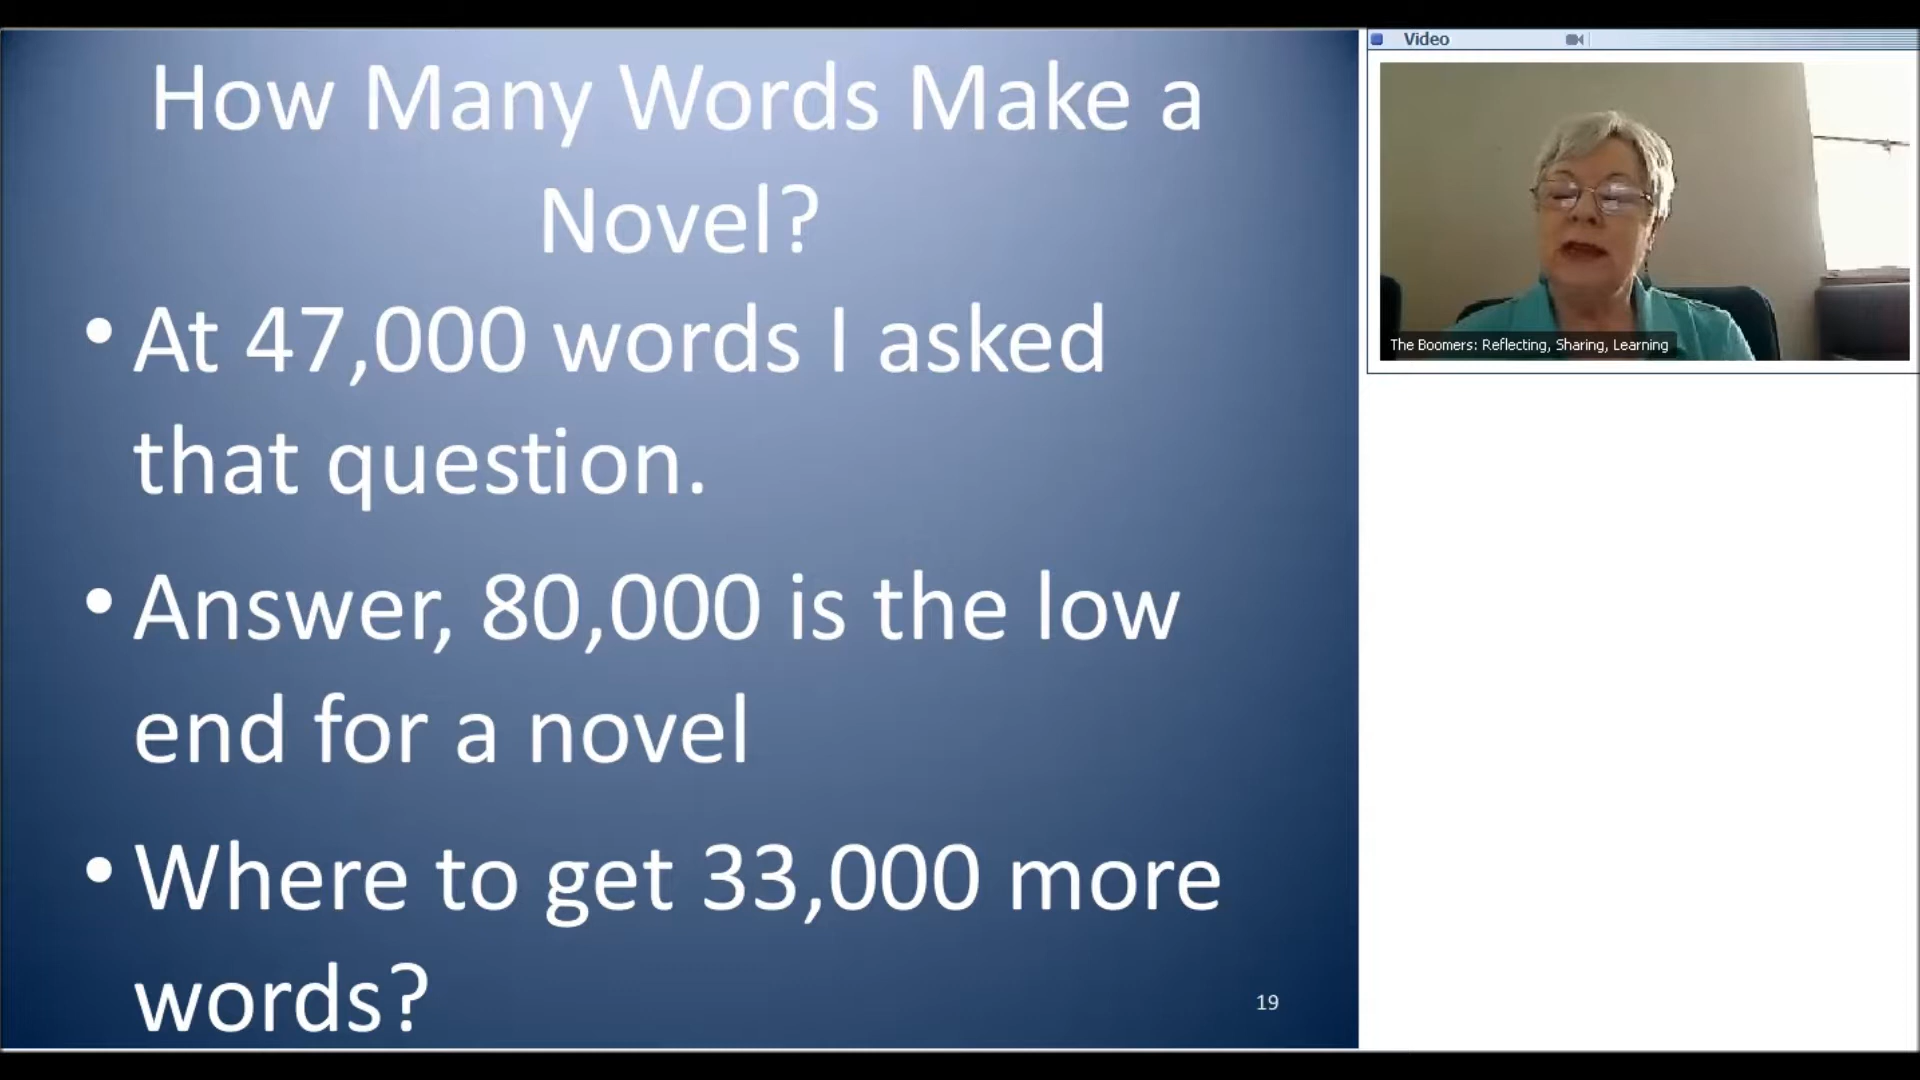 How Many Words Make a
Novel?
• At 47,000 words I asked
that question.
• Answer, 80,000 is the low
end for a novel
• Where to get 33,000 more
words?
19
Video
The Boomers: Reflecting, Sharing, Learning